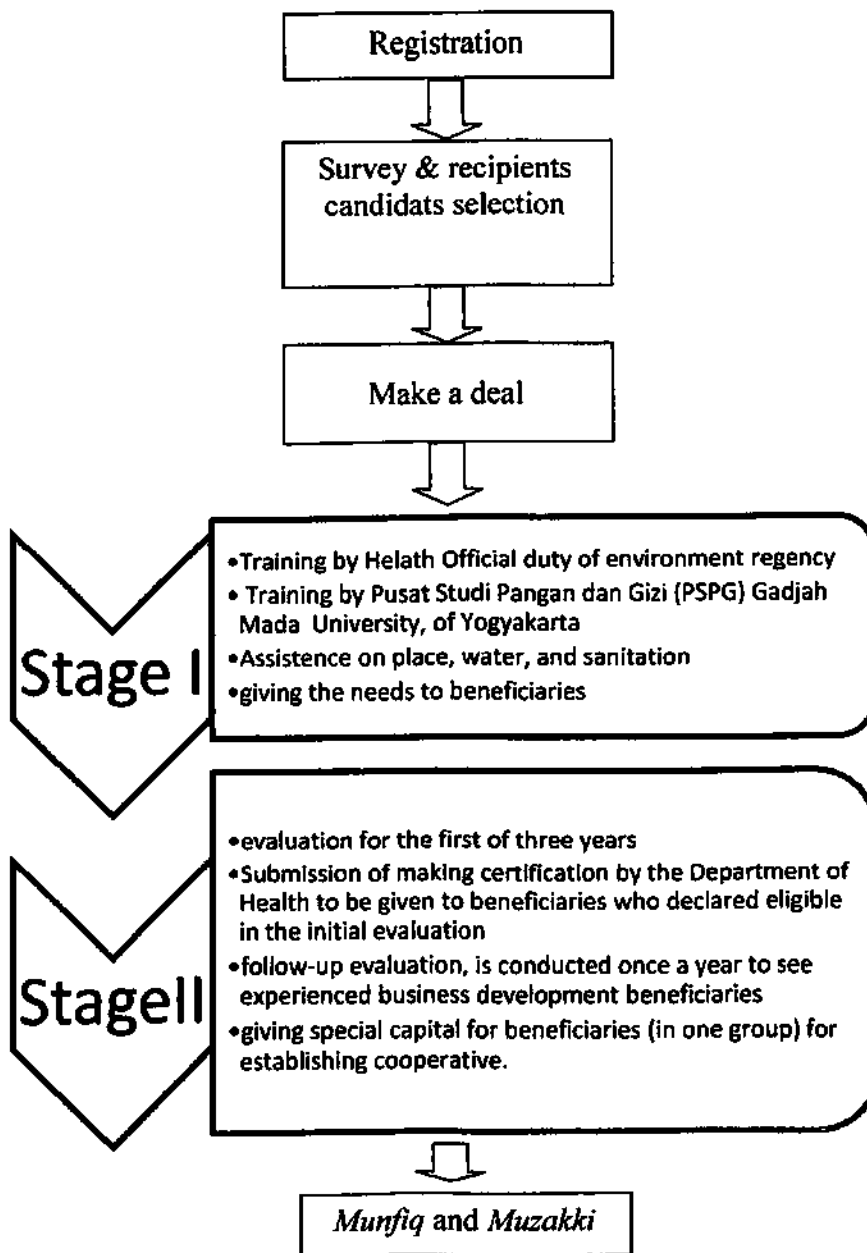 Registration
Survey & recipients
candidats selection
Make a deal
Stage I
•Training by Helath Official duty of environment regency
• Training by Pusat Studi Pangan dan Gizi (PSPG) Gadjah
Mada University, of Yogyakarta
•Assistence on place, water, and sanitation
•giving the needs to beneficiaries
StageII
•evaluation for the first of three years
•Submission of making certification by the Department of
Health to be given to beneficiaries who declared eligible
in the initial evaluation
•follow-up evaluation, is conducted once a year to see
experienced business development beneficiaries
•giving special capital for beneficiaries (in one group) for
establishing cooperative.
Munfiq and Muzakki